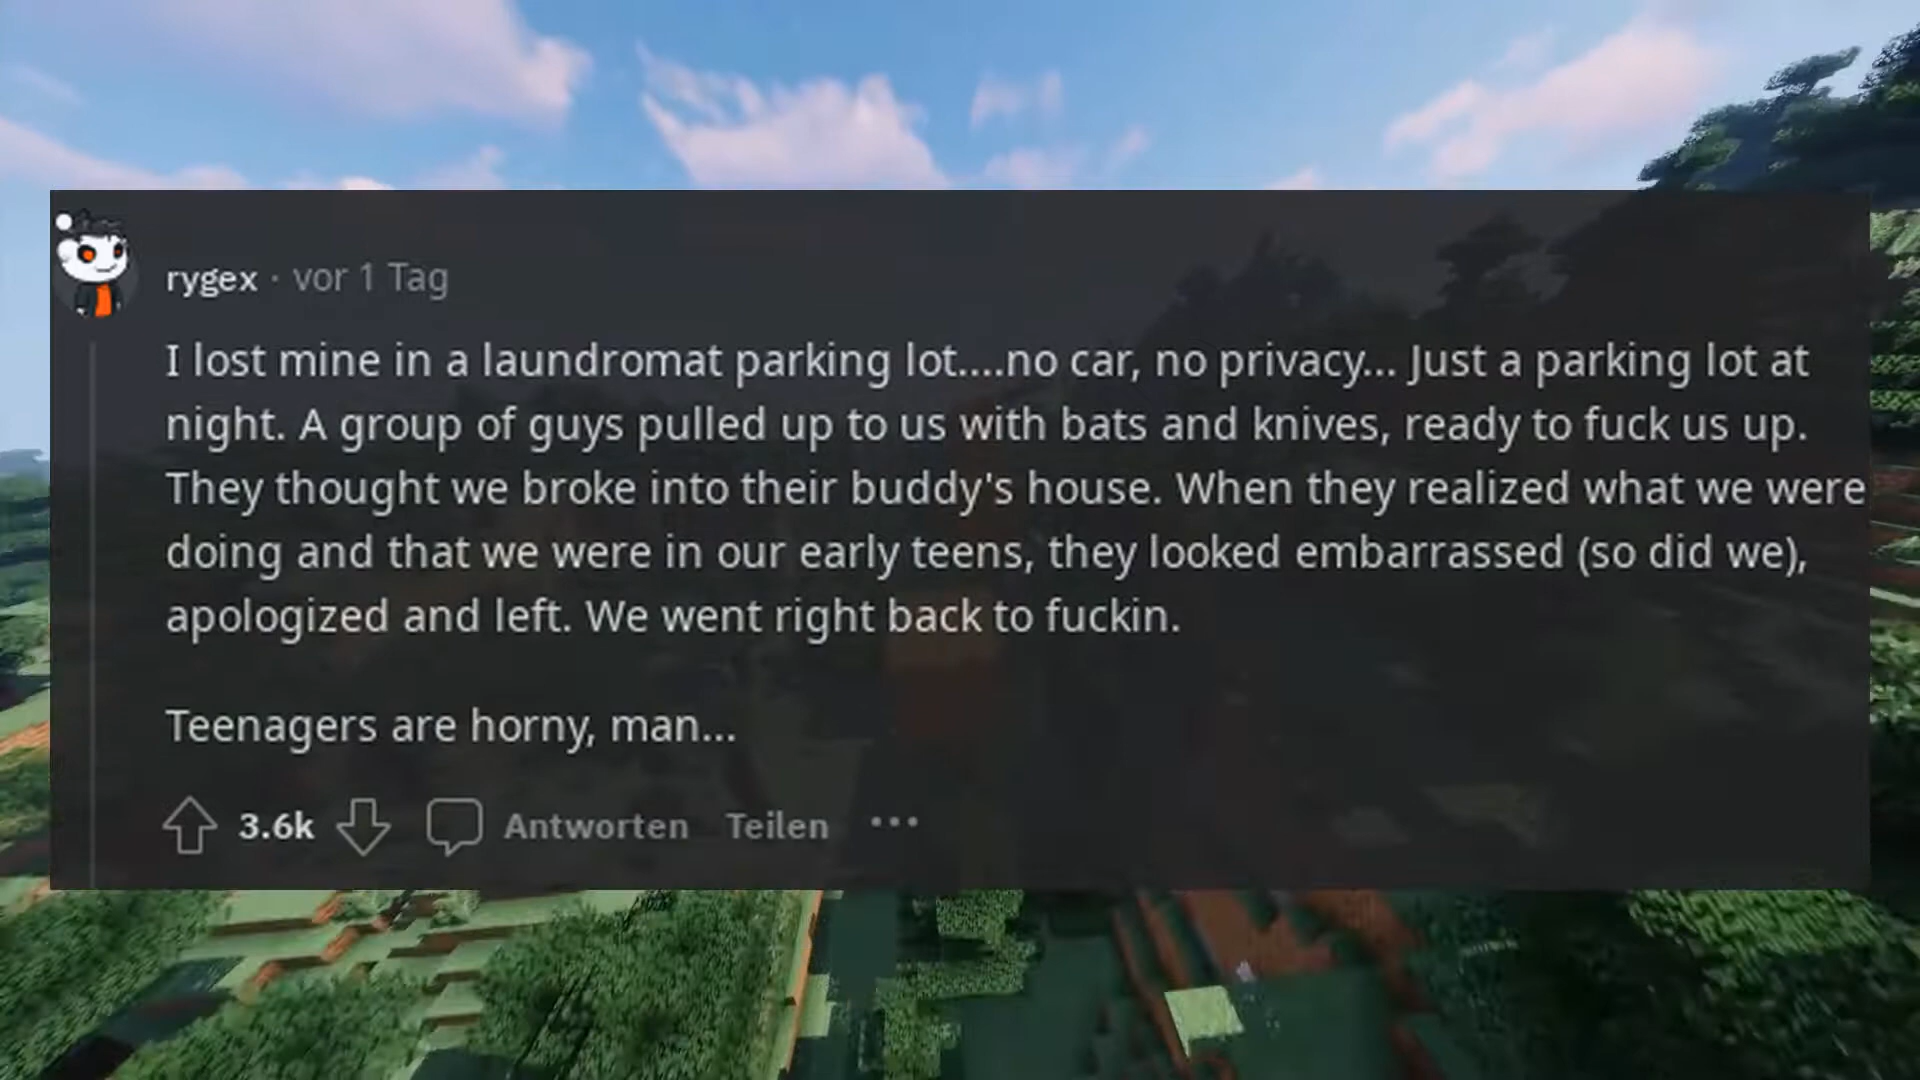 rygex · vor 1 Tag
I lost mine in a laundromat parking lot....no car, no privacy... Just a parking lot at
night. A group of guys pulled up to us with bats and knives, ready to fuck us up.
They thought we broke into their buddy's house. When they realized what we were
doing and that we were in our early teens, they looked embarrassed (so did we),
apologized and left. We went right back to fuckin.
Teenagers are horny, man...
3.6k Antworten Teilen ...